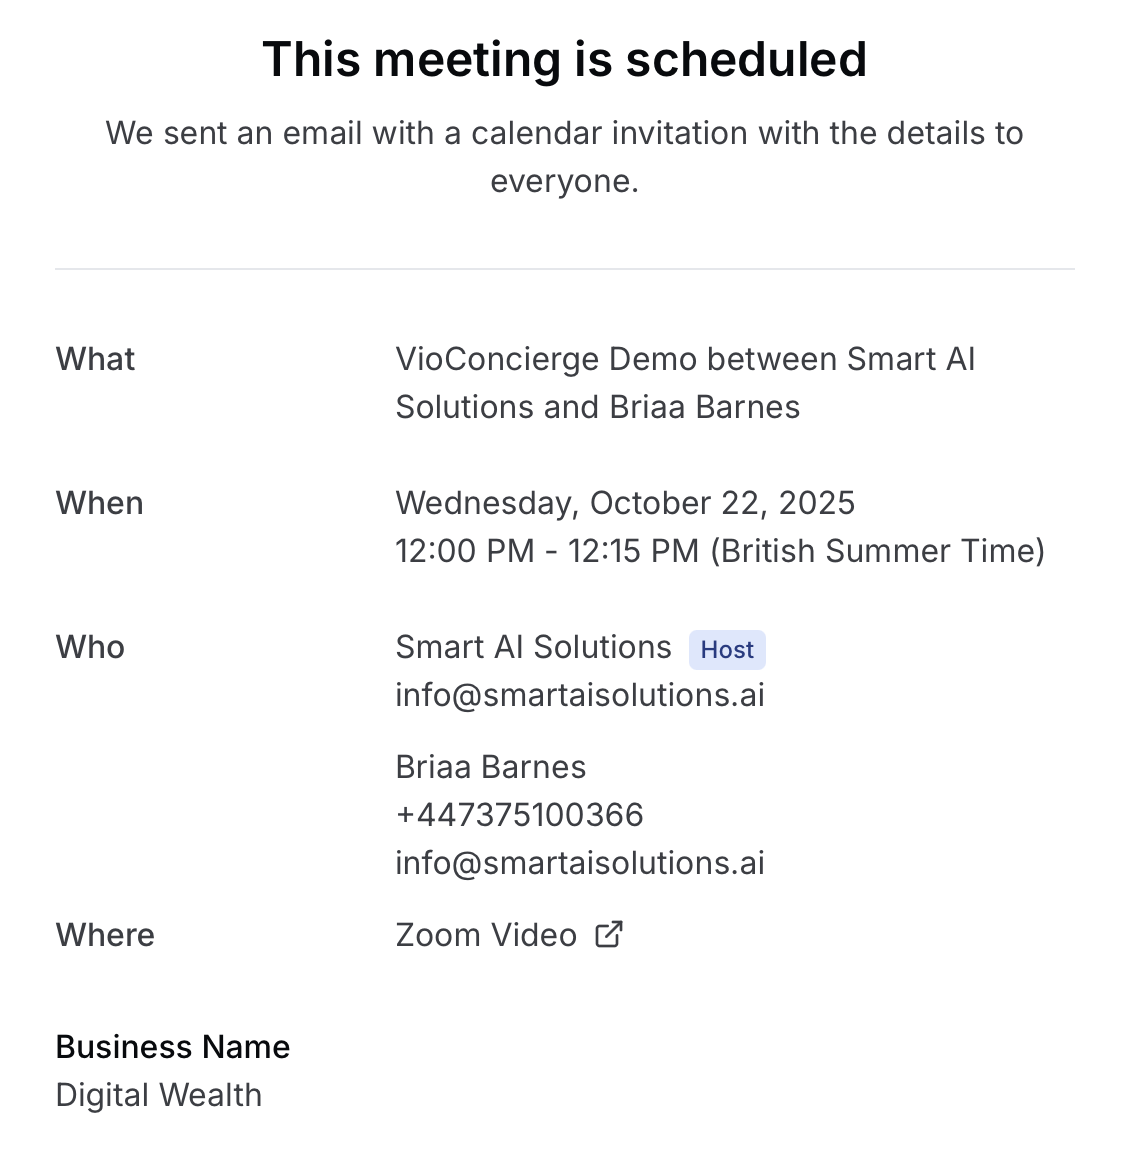 This meeting is scheduled
We sent an email with a calendar invitation with the details to
everyone.
What
VioConcierge Demo between Smart AI
Solutions and Briaa Barnes
When
Wednesday, October 22, 2025
12:00 PM - 12:15 PM (British Summer Time)
Who
Smart AI Solutions Host
info@smartaisolutions.ai
Briaa Barnes
+447375100366
info@smartaisolutions.ai
Where
Zoom Video
Business Name
Digital Wealth